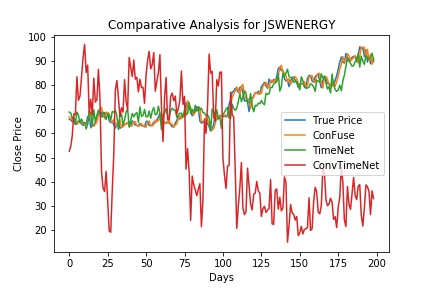 Comparative Analysis for JSWENERGY
Close Price
100
90
80
70
60
50
40
30
20
True Price
ConFuse
TimeNet
ConvTimeNet
0 25 50 75 100 125 150 175 200
Days